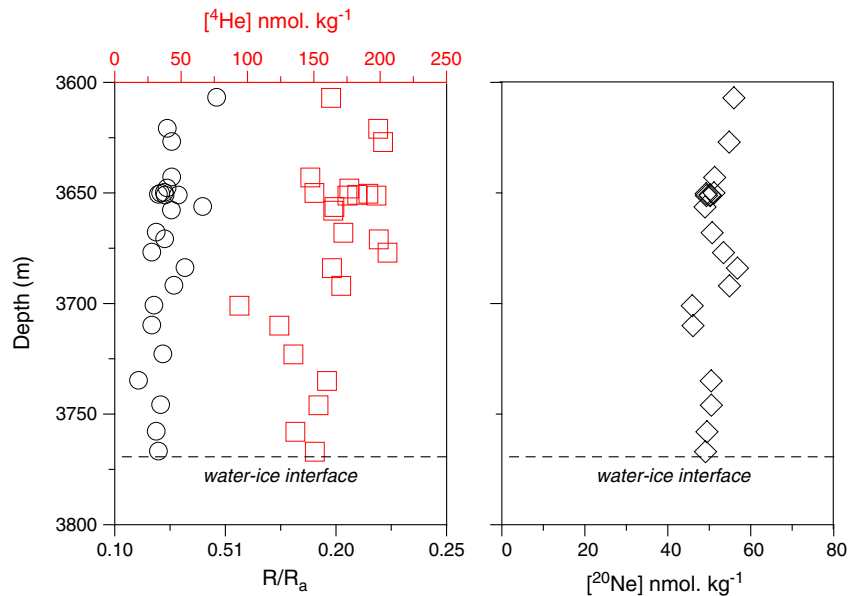 [⁴He] nmol. kg⁻¹
0 50 100 150 200 250
3600
3650
3700
3750
3800
Depth (m)
water-ice interface
water-ice interface
0.10 0.51 0.20 0.25
0 20 40 60 80
R/Rₐ
[²⁰Ne] nmol. kg⁻¹